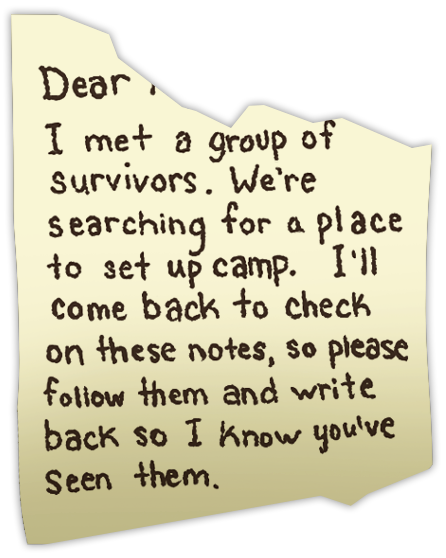 Dear
I met a group of
survivors. We're
searching for a place
to set up camp. I'll
come back to check
on these notes, so please
follow them and write
back so I know you've
seen them.